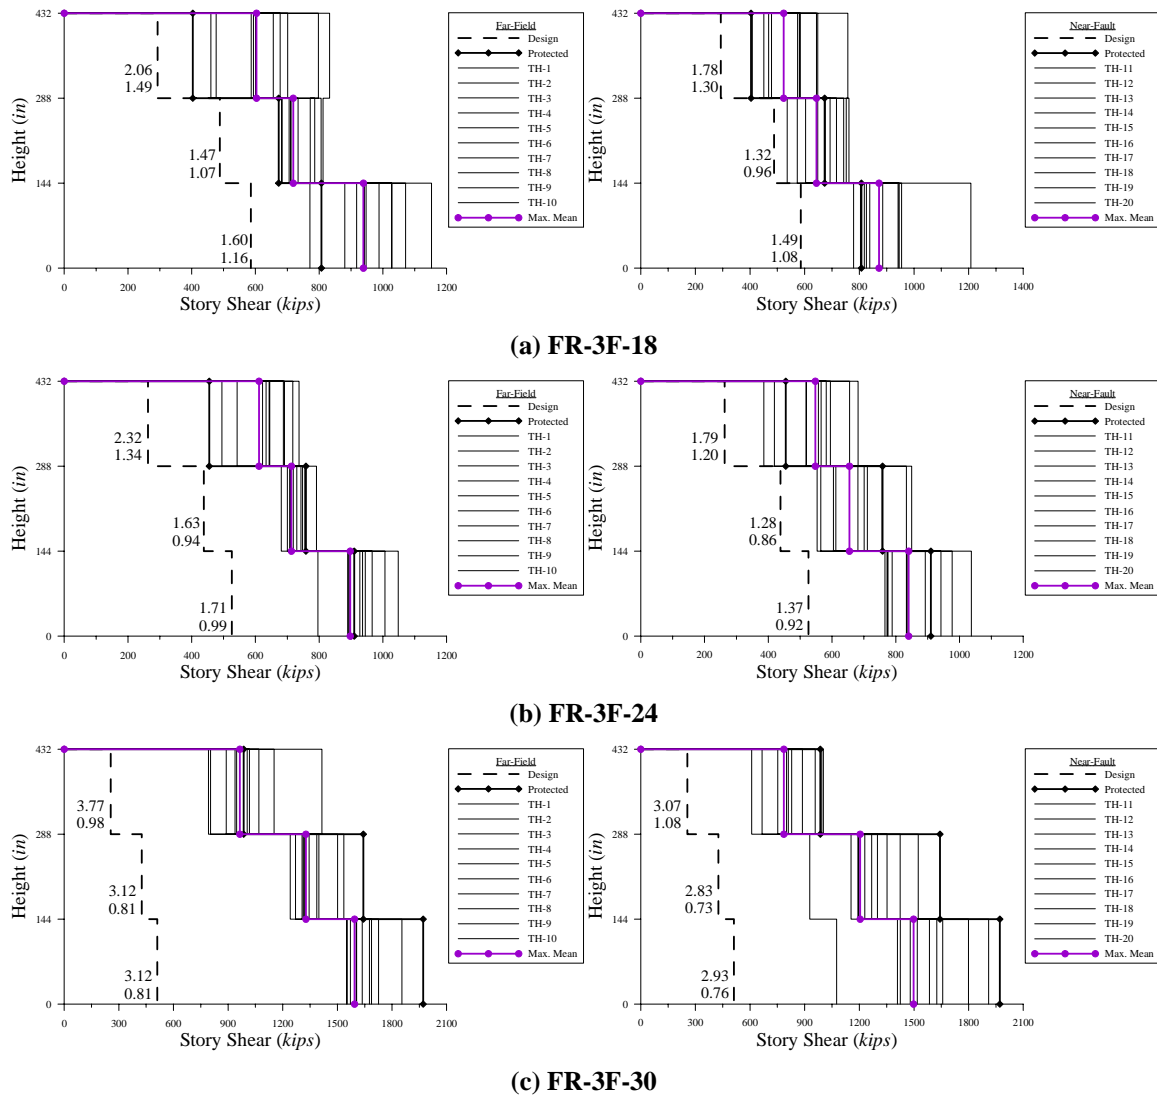 432
288
144
0
Height (in)
2.06
1.49
1.47
1.07
1.60
1.16
0 200 400 600 800 1000 1200
Story Shear (kips)
Far-Field
Design
Protected
TH-1
TH-2
TH-3
TH-4
TH-5
TH-6
TH-7
TH-8
TH-9
TH-10
Max. Mean
432
288
144
0
Height (in)
1.78
1.30
1.32
0.96
1.49
1.08
0 200 400 600 800 1000 1200 1400
Story Shear (kips)
Near-Fault
Design
Protected
TH-11
TH-12
TH-13
TH-14
TH-15
TH-16
TH-17
TH-18
TH-19
TH-20
Max. Mean
(a) FR-3F-18
432
288
144
0
Height (in)
2.32
1.34
1.63
0.94
1.71
0.99
0 200 400 600 800 1000 1200
Story Shear (kips)
Far-Field
Design
Protected
TH-1
TH-2
TH-3
TH-4
TH-5
TH-6
TH-7
TH-8
TH-9
TH-10
Max. Mean
432
288
144
0
Height (in)
1.79
1.20
1.28
0.86
1.37
0.92
0 200 400 600 800 1000 1200
Story Shear (kips)
Near-Fault
Design
Protected
TH-11
TH-12
TH-13
TH-14
TH-15
TH-16
TH-17
TH-18
TH-19
TH-20
Max. Mean
(b) FR-3F-24
432
288
144
0
Height (in)
3.77
0.98
3.12
0.81
3.12
0.81
0 300 600 900 1200 1500 1800 2100
Story Shear (kips)
Far-Field
Design
Protected
TH-1
TH-2
TH-3
TH-4
TH-5
TH-6
TH-7
TH-8
TH-9
TH-10
Max. Mean
432
288
144
0
Height (in)
3.07
1.08
2.83
0.73
2.93
0.76
0 300 600 900 1200 1500 1800 2100
Story Shear (kips)
Near-Fault
Design
Protected
TH-11
TH-12
TH-13
TH-14
TH-15
TH-16
TH-17
TH-18
TH-19
TH-20
Max. Mean
(c) FR-3F-30